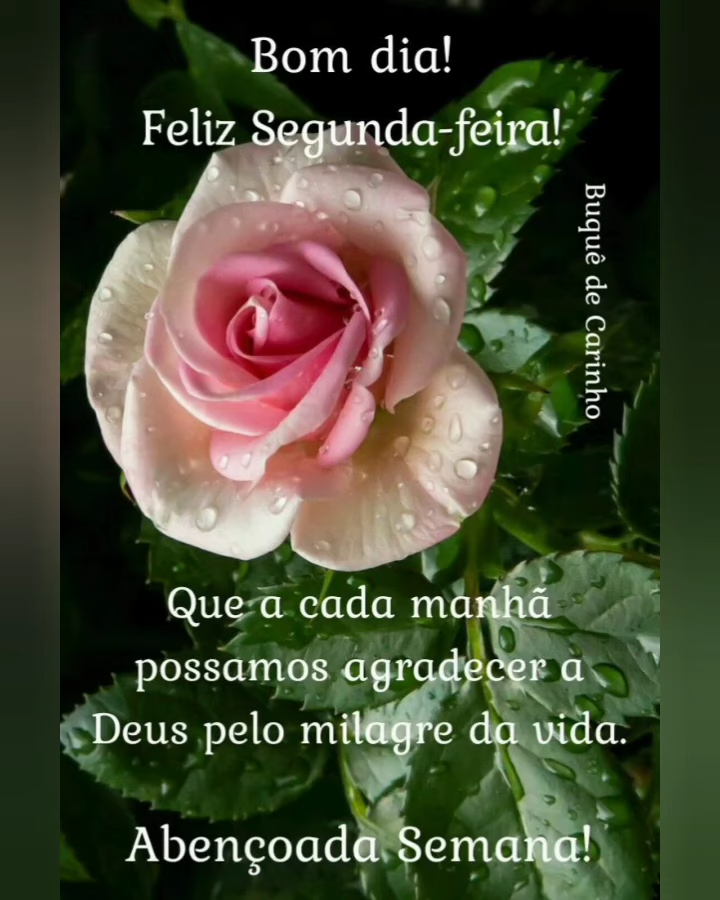 Bom dia!
Feliz Segunda-feira!
Buquê de Carinho
Que a cada manhã
possamos agradecer a
Deus pelo milagre da vida.
Abençoada Semana!